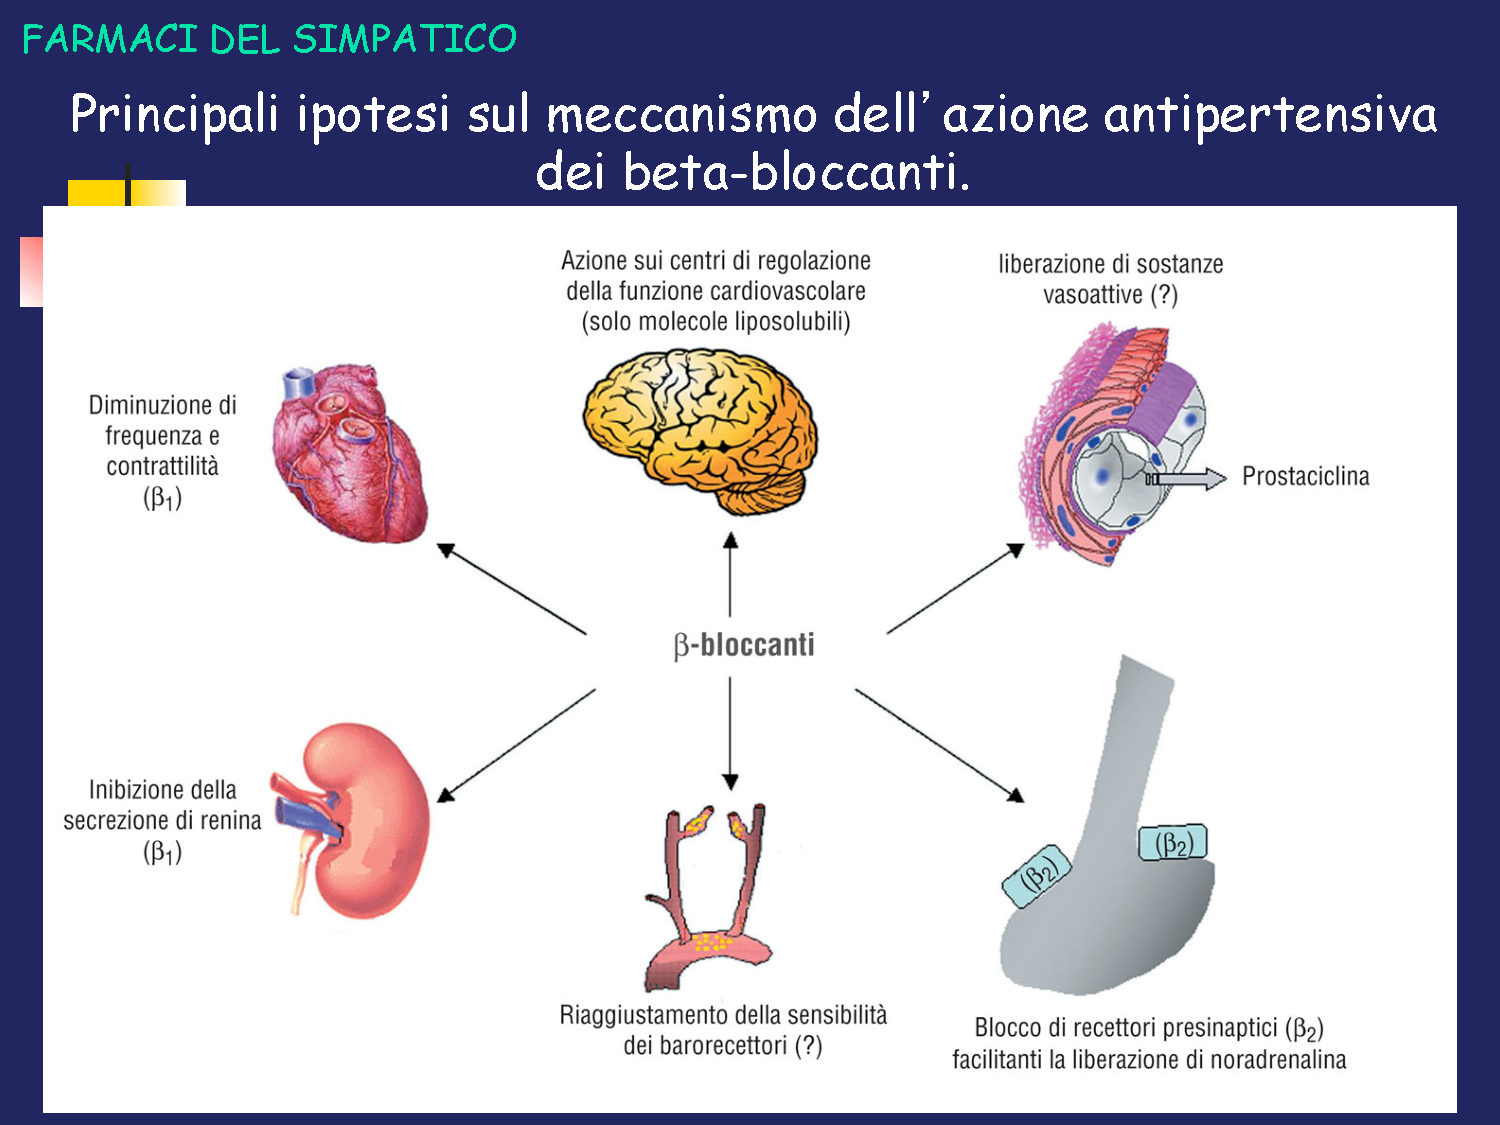 FARMACI DEL SIMPATICO
Principali ipotesi sul meccanismo dell’azione antipertensiva
dei beta-bloccanti.
Azione sui centri di regolazione
della funzione cardiovascolare
(solo molecole liposolubili)
liberazione di sostanze
vasoattive (?)
Diminuzione di
frequenza e
contrattilità
(β1)
Prostaciclina
β-bloccanti
Inibizione della
secrezione di renina
(β1)
(β2)
(β2)
Riaggiustamento della sensibilità
dei barorecettori (?)
Blocco di recettori presinaptici (β2)
facilitanti la liberazione di noradrenalina